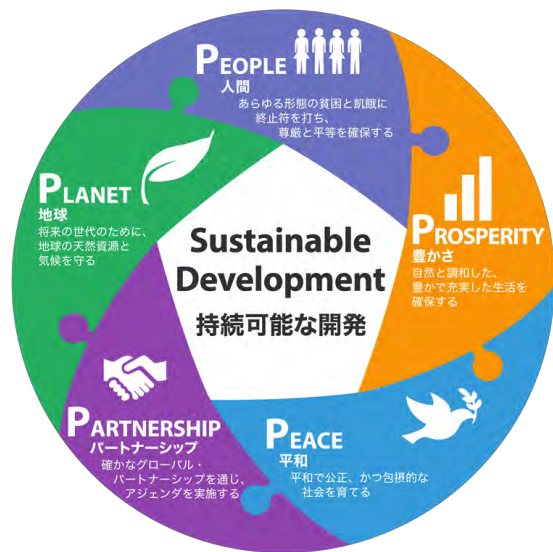 PEOPLE
人間
あらゆる形態の貧困と飢餓に
終止符を打ち、
尊厳と平等を確保する
PROSPERITY
豊かさ
自然と調和した、
豊かで充実した生活を
確保する
PEACE
平和
平和で公正、かつ包摂的な
社会を育てる
PARTNERSHIP
パートナーシップ
確かなグローバル・
パートナーシップを通じ、
アジェンダを実施する
PLANET
地球
将来の世代のために、
地球の天然資源と
気候を守る
Sustainable
Development
持続可能な開発